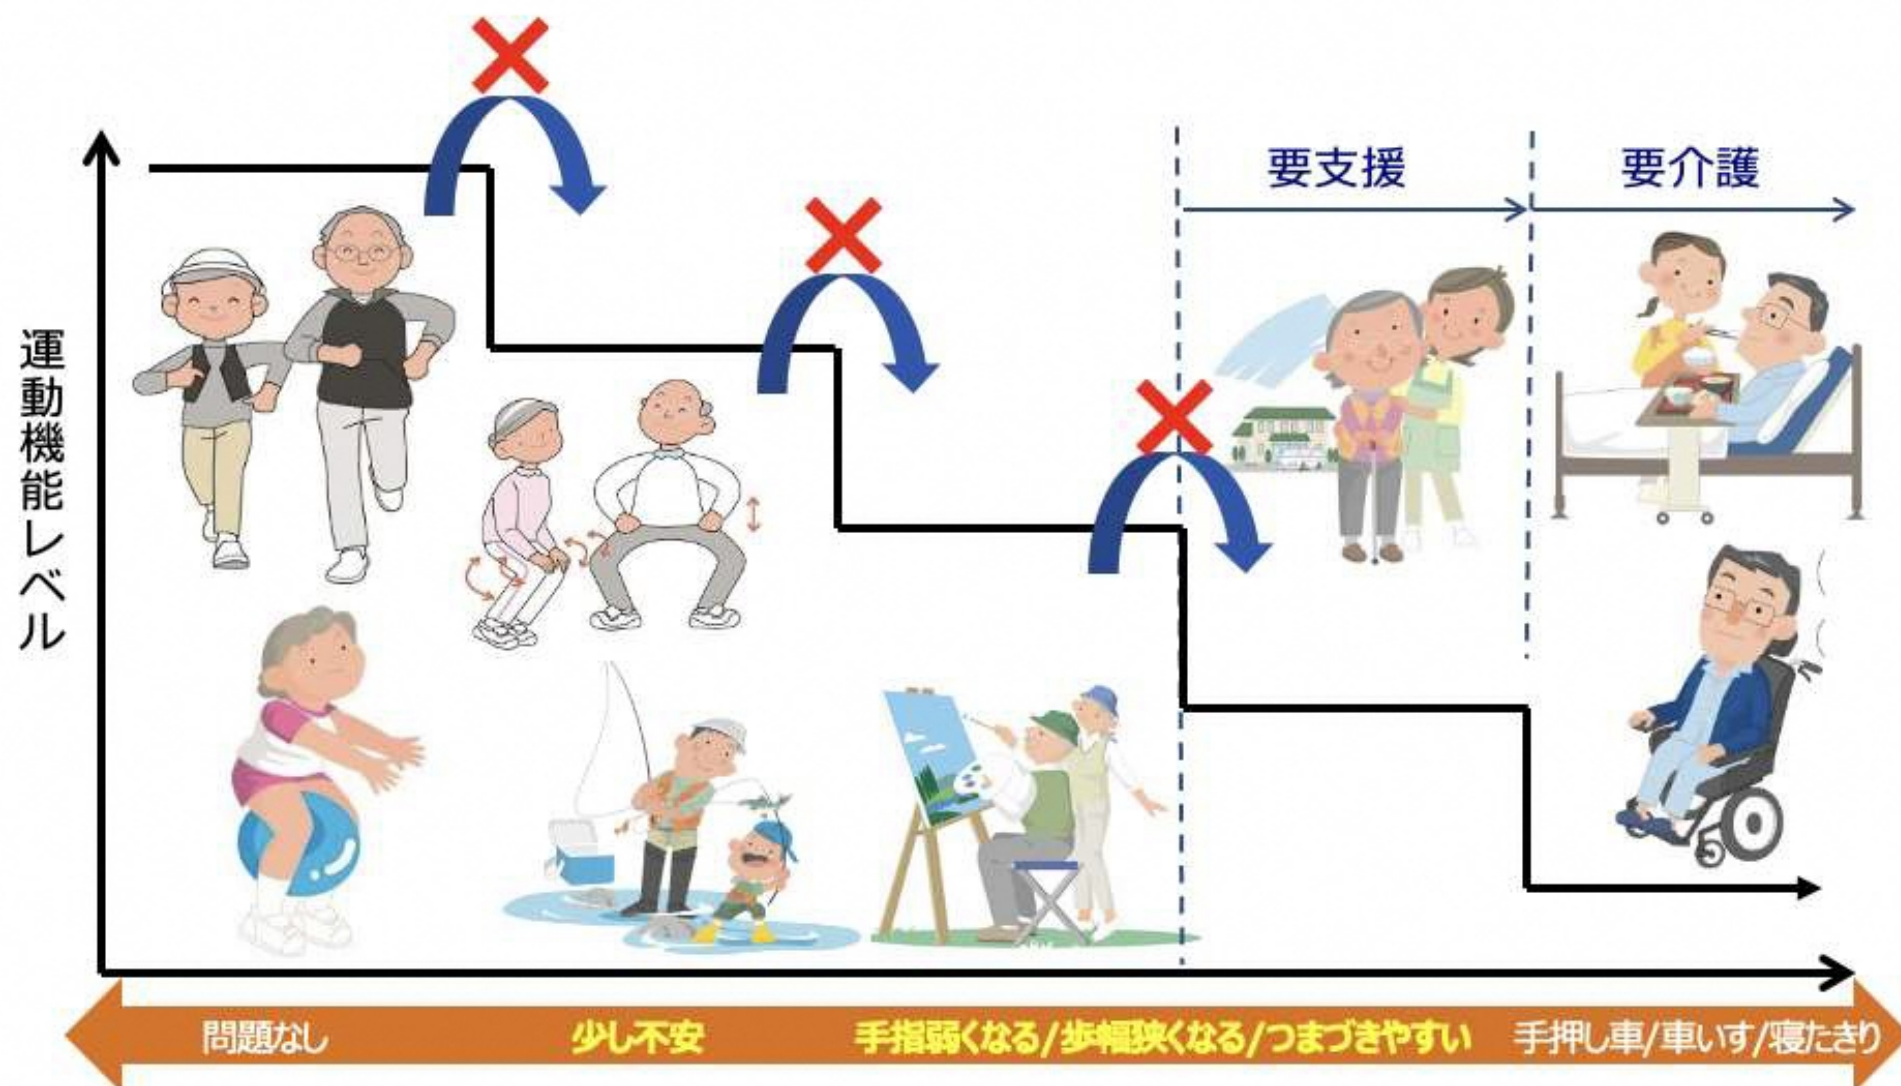 要支援
要介護
運動機能レベル
問題なし
少し不安
手指弱くなる/歩幅狭くなる/つまづきやすい
手押し車/車いす/寝たきり